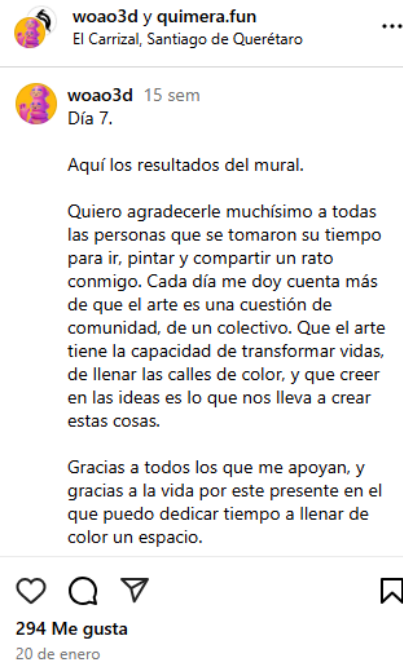 woao3d y quimera.fun
El Carrizal, Santiago de Querétaro
woao3d 15 sem
Día 7.
Aquí los resultados del mural.
Quiero agradecerle muchísimo a todas
las personas que se tomaron su tiempo
para ir, pintar y compartir un rato
conmigo. Cada día me doy cuenta más
de que el arte es una cuestión de
comunidad, de un colectivo. Que el arte
tiene la capacidad de transformar vidas,
de llenar las calles de color, y que creer
en las ideas es lo que nos lleva a crear
estas cosas.
Gracias a todos los que me apoyan, y
gracias a la vida por este presente en el
que puedo dedicar tiempo a llenar de
color un espacio.
294 Me gusta
20 de enero